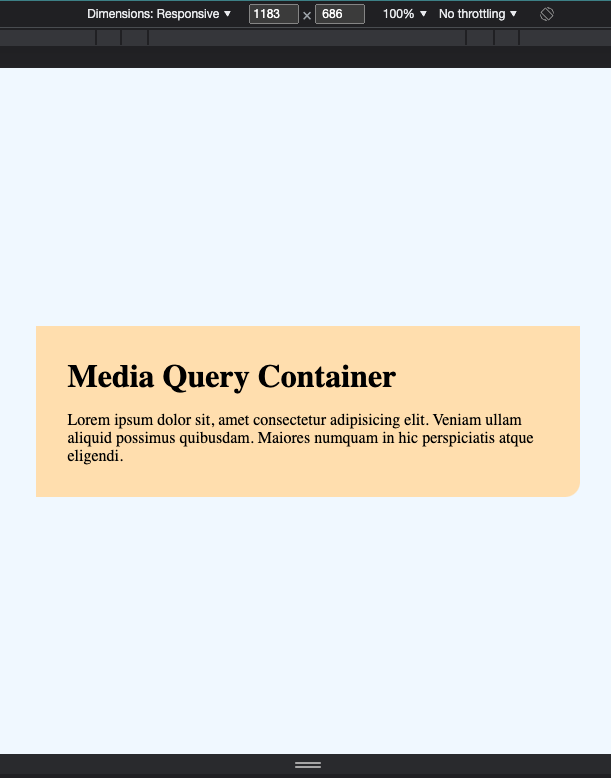 Dimensions: Responsive ▼ 1183 × 686 100% ▼ No throttling ▼
Media Query Container
Lorem ipsum dolor sit, amet consectetur adipisicing elit. Veniam ullam
aliquid possimus quibusdam. Maiores numquam in hic perspiciatis atque
eligendi.